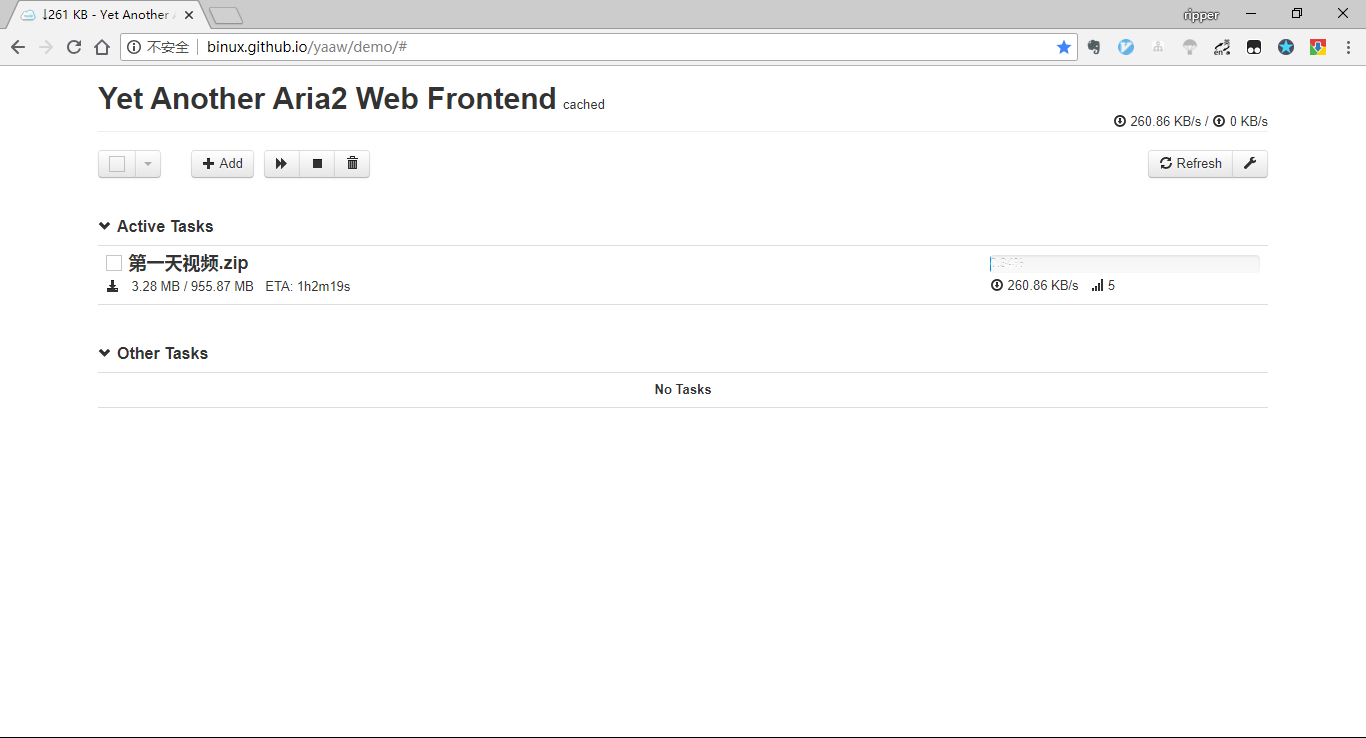 ↓261 KB - Yet Another
ripper
不安全 binux.github.io/yaaw/demo/#
Yet Another Aria2 Web Frontend cached
260.86 KB/s / 0 KB/s
Add
Refresh
Active Tasks
第一天视频.zip
3.28 MB / 955.87 MB ETA: 1h2m19s
260.86 KB/s 5
Other Tasks
No Tasks